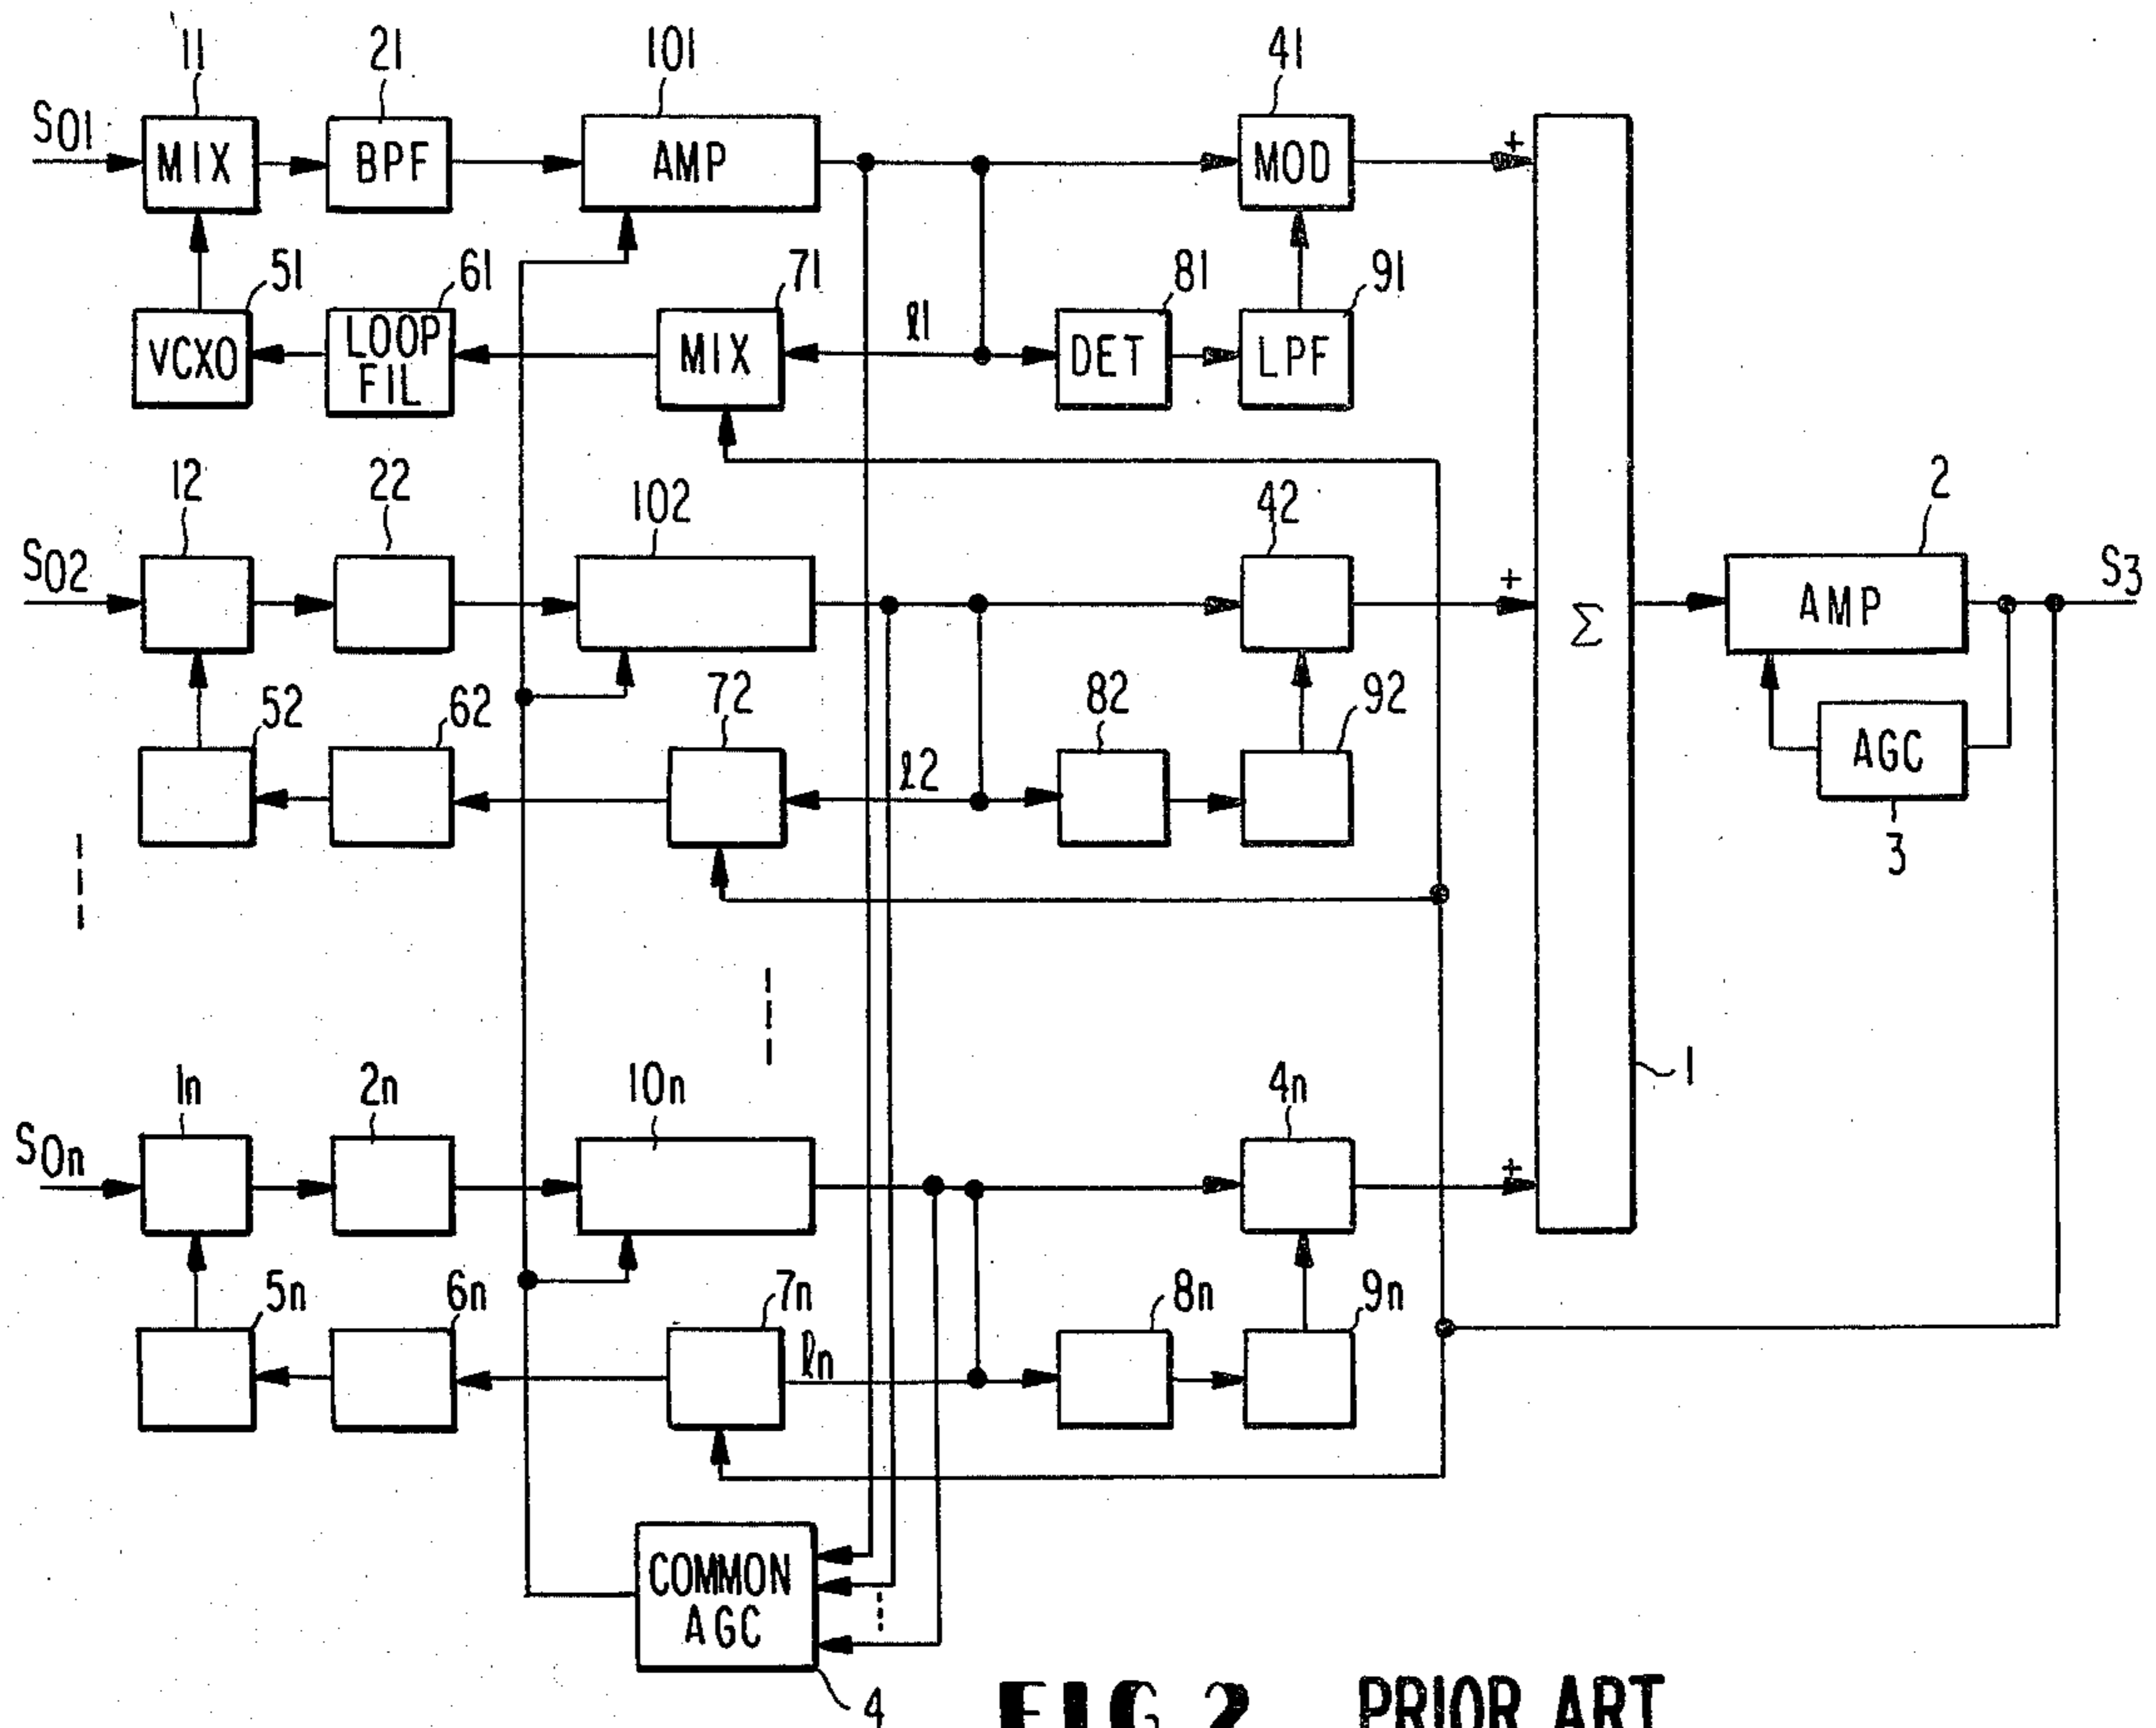 11 21 101 41
S01 MIX BPF AMP MOD +
51 61 71 81 91
VCXO LOOP FIL MIX l1 DET LPF
12 22 102 42 2
S02 + Σ AMP S3
52 62 72 82 92
l2 AGC
3
1n 2n 10n 4n 1
S0n +
5n 6n 7n 8n 9n
ln
COMMON
AGC
4
FIG 2 PRIOR ART